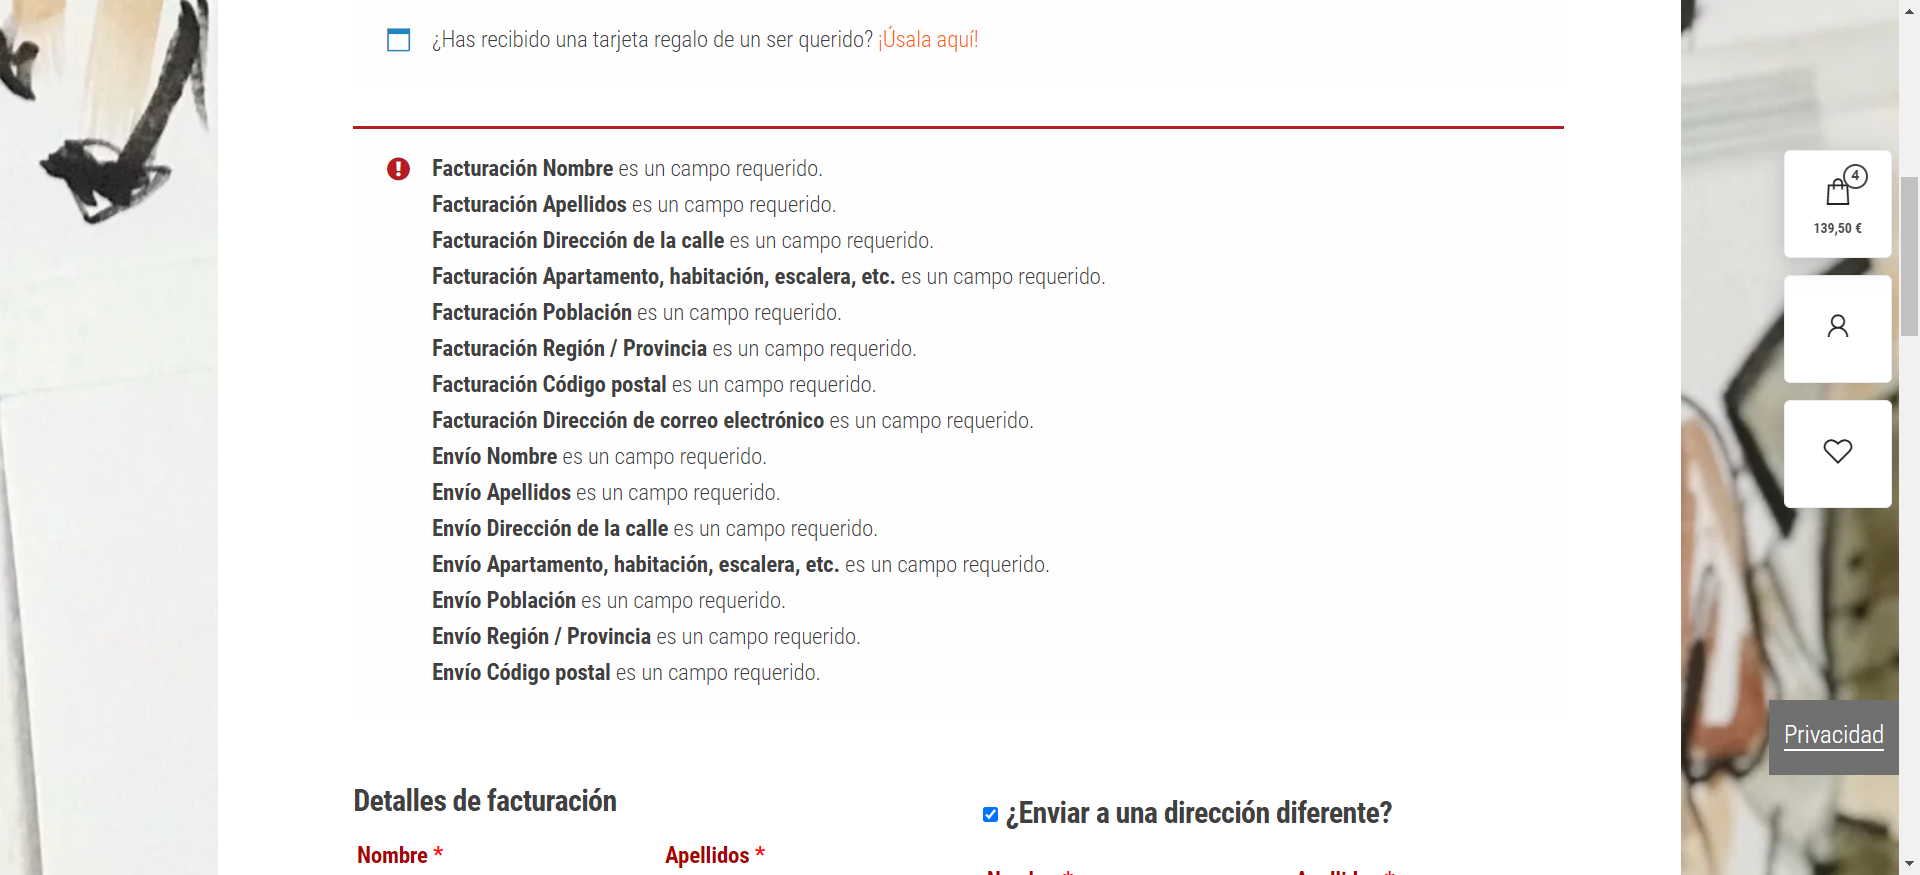 ¿Has recibido una tarjeta regalo de un ser querido? ¡Úsala aquí!
Facturación Nombre es un campo requerido.
Facturación Apellidos es un campo requerido.
Facturación Dirección de la calle es un campo requerido.
Facturación Apartamento, habitación, escalera, etc. es un campo requerido.
Facturación Población es un campo requerido.
Facturación Región / Provincia es un campo requerido.
Facturación Código postal es un campo requerido.
Facturación Dirección de correo electrónico es un campo requerido.
Envío Nombre es un campo requerido.
Envío Apellidos es un campo requerido.
Envío Dirección de la calle es un campo requerido.
Envío Apartamento, habitación, escalera, etc. es un campo requerido.
Envío Población es un campo requerido.
Envío Región / Provincia es un campo requerido.
Envío Código postal es un campo requerido.
4
139,50 €
Privacidad
Detalles de facturación
Nombre *
Apellidos *
¿Enviar a una dirección diferente?